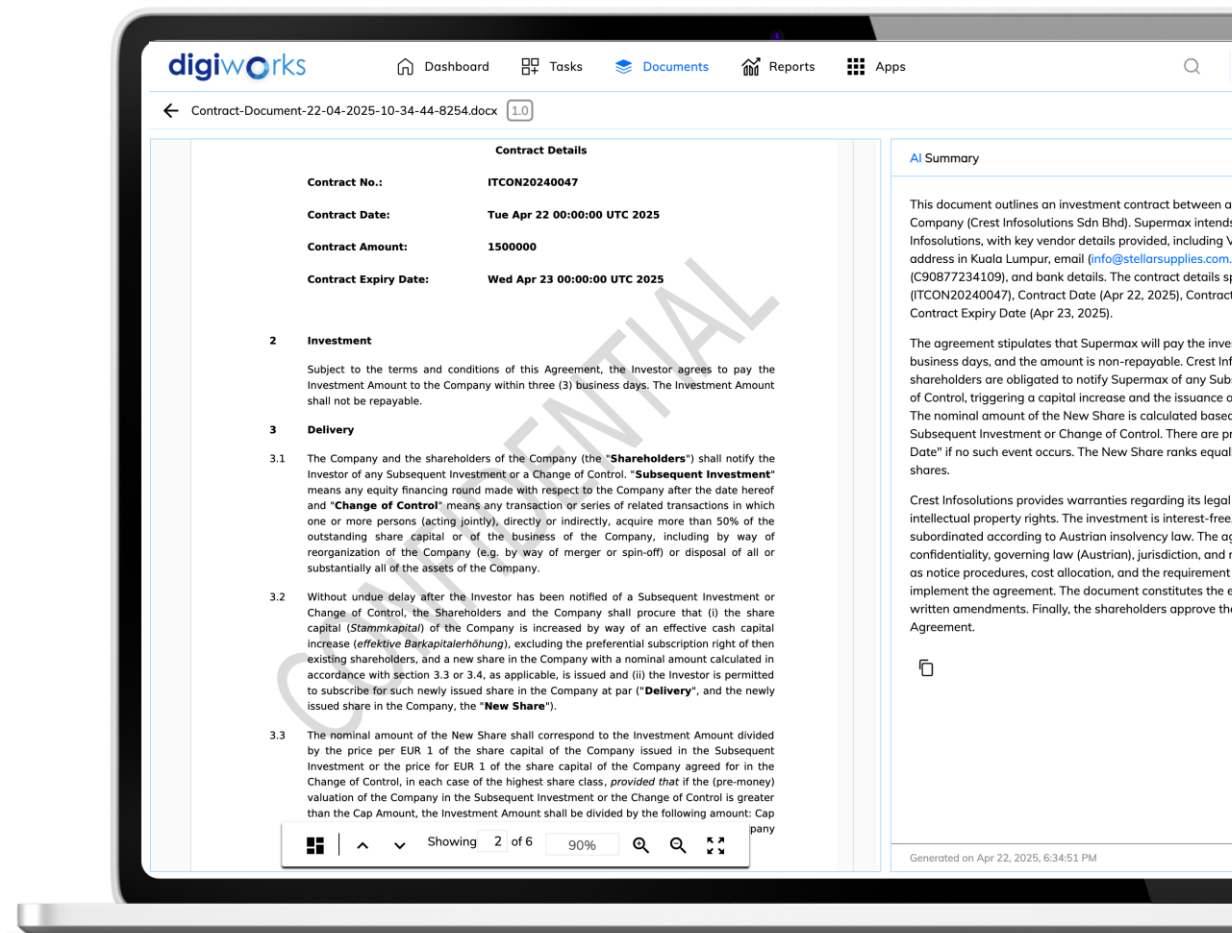 digiworks
Dashboard
Tasks
Documents
Reports
Apps
Contract-Document-22-04-2025-10-34-44-8254.docx 1.0
Contract Details
Contract No.: ITCON20240047
Contract Date: Tue Apr 22 00:00:00 UTC 2025
Contract Amount: 1500000
Contract Expiry Date: Wed Apr 23 00:00:00 UTC 2025
2 Investment
Subject to the terms and conditions of this Agreement, the Investor agrees to pay the
Investment Amount to the Company within three (3) business days. The Investment Amount
shall not be repayable.
3 Delivery
3.1 The Company and the shareholders of the Company (the "Shareholders") shall notify the
Investor of any Subsequent Investment or a Change of Control. "Subsequent Investment"
means any equity financing round made with respect to the Company after the date hereof
and "Change of Control" means any transaction or series of related transactions in which
one or more persons (acting jointly), directly or indirectly, acquire more than 50% of the
outstanding share capital or of the business of the Company, including by way of
reorganization of the Company (e.g. by way of merger or spin-off) or disposal of all or
substantially all of the assets of the Company.
3.2 Without undue delay after the Investor has been notified of a Subsequent Investment or
Change of Control, the Shareholders and the Company shall procure that (i) the share
capital (Stammkapital) of the Company is increased by way of an effective cash capital
increase (effektive Barkapitalerhöhung), excluding the preferential subscription right of then
existing shareholders, and a new share in the Company with a nominal amount calculated in
accordance with section 3.3 or 3.4, as applicable, is issued and (ii) the Investor is permitted
to subscribe for such newly issued share in the Company at par ("Delivery", and the newly
issued share in the Company, the "New Share").
3.3 The nominal amount of the New Share shall correspond to the Investment Amount divided
by the price per EUR 1 of the share capital of the Company issued in the Subsequent
Investment or the price for EUR 1 of the share capital of the Company agreed for in the
Change of Control, in each case of the highest share class, provided that if the (pre-money)
valuation of the Company in the Subsequent Investment or the Change of Control is greater
than the Cap Amount, the Investment Amount shall be divided by the following amount: Cap
pany
CONFIDENTIAL
Showing 2 of 6 90%
AI Summary
This document outlines an investment contract between a
Company (Crest Infosolutions Sdn Bhd). Supermax intends
Infosolutions, with key vendor details provided, including V
address in Kuala Lumpur, email (info@stellarsupplies.com.
(C90877234109), and bank details. The contract details sp
(ITCON20240047), Contract Date (Apr 22, 2025), Contract
Contract Expiry Date (Apr 23, 2025).
The agreement stipulates that Supermax will pay the inves
business days, and the amount is non-repayable. Crest Inf
shareholders are obligated to notify Supermax of any Subs
of Control, triggering a capital increase and the issuance o
The nominal amount of the New Share is calculated based
Subsequent Investment or Change of Control. There are pr
Date" if no such event occurs. The New Share ranks equall
shares.
Crest Infosolutions provides warranties regarding its legal
intellectual property rights. The investment is interest-free,
subordinated according to Austrian insolvency law. The ag
confidentiality, governing law (Austrian), jurisdiction, and
as notice procedures, cost allocation, and the requirement
implement the agreement. The document constitutes the e
written amendments. Finally, the shareholders approve the
Agreement.
Generated on Apr 22, 2025, 6:34:51 PM